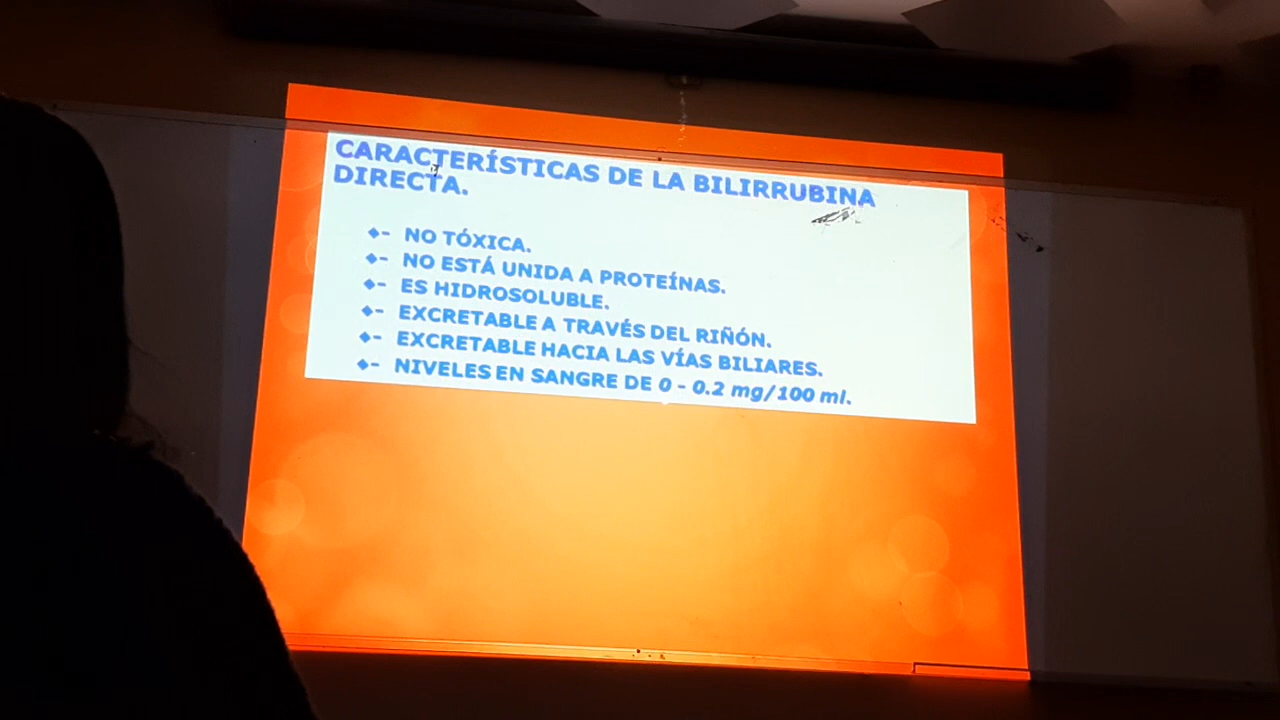 CARACTERÍSTICAS DE LA BILIRRUBINA
DIRECTA.
◆- NO TÓXICA.
◆- NO ESTÁ UNIDA A PROTEÍNAS.
◆- ES HIDROSOLUBLE.
◆- EXCRETABLE A TRAVÉS DEL RIÑÓN.
◆- EXCRETABLE HACIA LAS VÍAS BILIARES.
◆- NIVELES EN SANGRE DE 0 - 0.2 mg/100 ml.